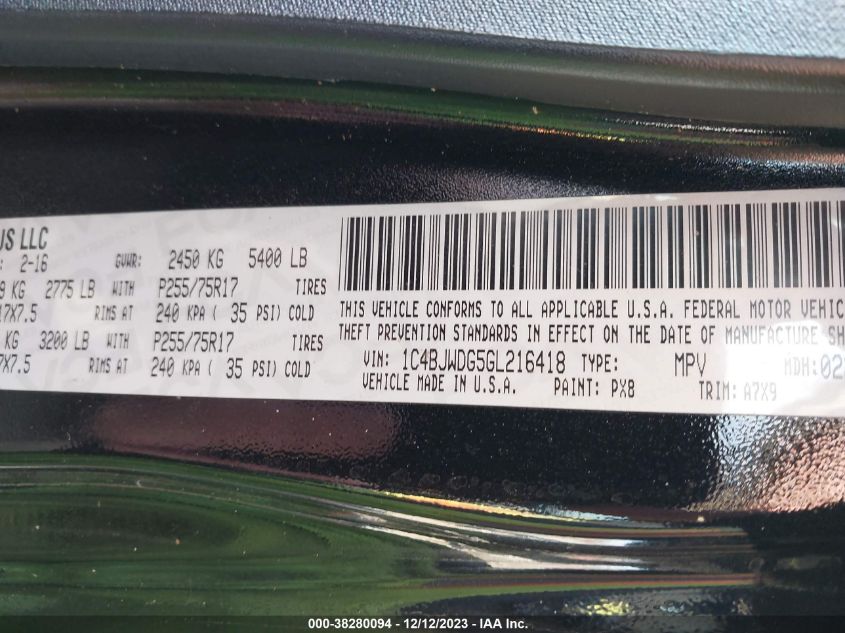 US LLC
2-16 GVWR: 2450 KG 5400 LB
KG 2775 LB WITH P255/75R17 TIRES
17X7.5 RIMS AT 240 KPA ( 35 PSI) COLD
KG 3200 LB WITH P255/75R17 TIRES
7X7.5 RIMS AT 240 KPA ( 35 PSI) COLD
THIS VEHICLE CONFORMS TO ALL APPLICABLE U.S.A. FEDERAL MOTOR VEHIC
THEFT PREVENTION STANDARDS IN EFFECT ON THE DATE OF MANUFACTURE SH
VIN: 1C4BJWDG5GL216418 TYPE: MPV MDH:02
VEHICLE MADE IN U.S.A. PAINT: PX8 TRIM: A7X9
000-38280094 - 12/12/2023 - IAA Inc.